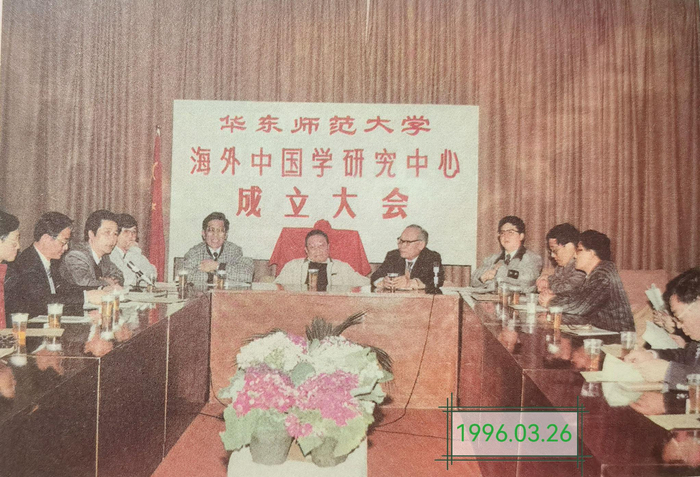 华东师范大学
海外中国学研究中心
成立大会
1996.03.26